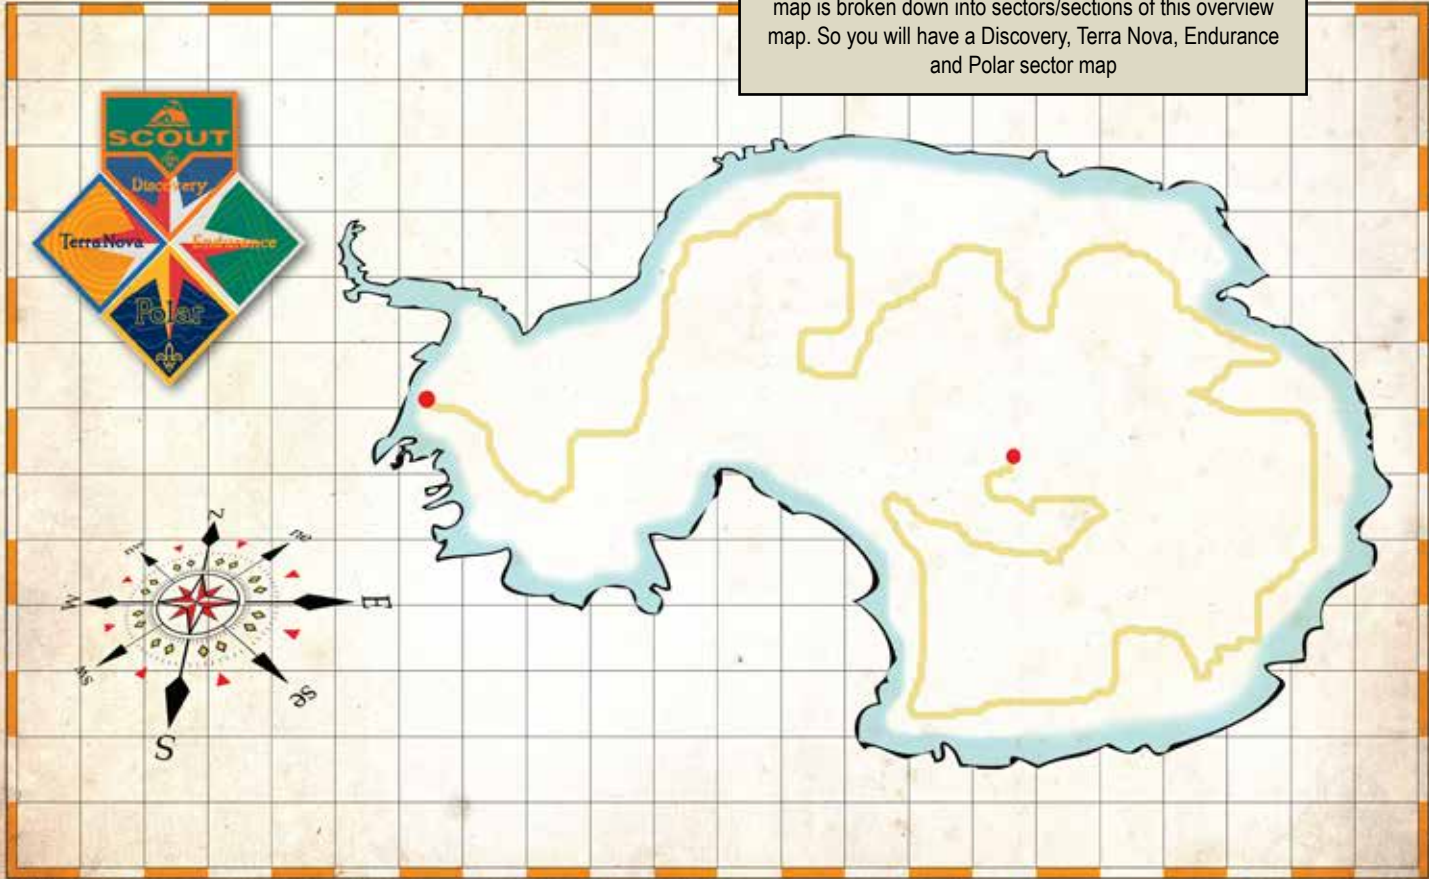 map is broken down into sectors/sections of this overview
map. So you will have a Discovery, Terra Nova, Endurance
and Polar sector map
SCOUT
Discovery
Terra Nova
Endurance
Polar
N
ne
E
se
S
sw
W
nw